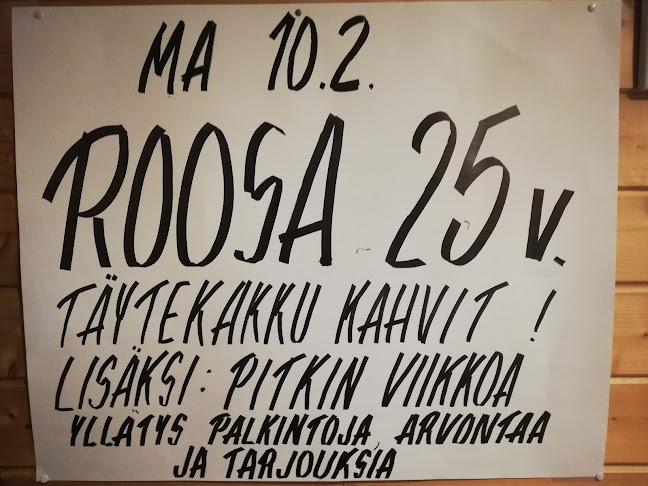 MA 10.2.
ROOSA 25 V.
TÄYTEKAKKU KAHVIT !
LISÄKSI: PITKIN VIIKKOA
YLLÄTYS PALKINTOJA, ARVONTAA
JA TARJOUKSIA